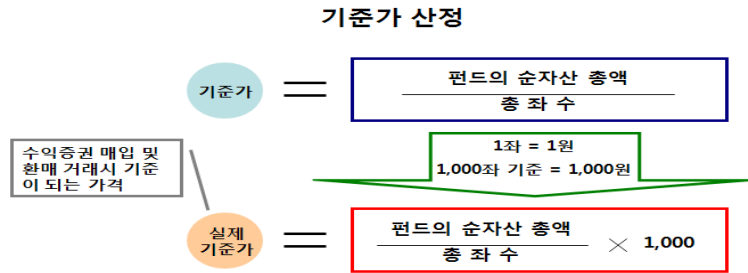 기준가 산정
기준가
펀드의 순자산 총액
총 좌 수
1좌 = 1원
1,000좌 기준 = 1,000원
수익증권 매입 및
환매 거래시 기준
이 되는 가격
실제
기준가
펀드의 순자산 총액
총 좌 수
× 1,000